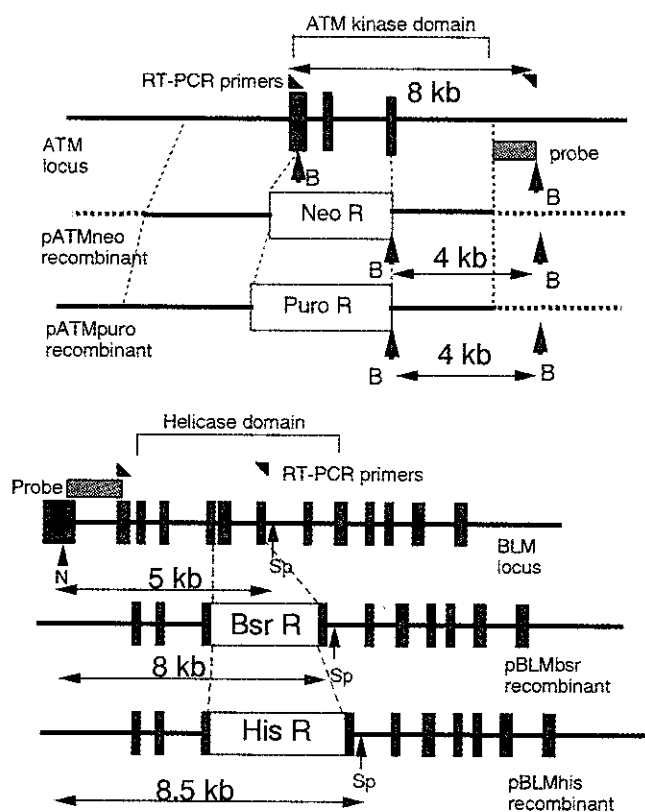 ATM kinase domain
RT-PCR primers
8 kb
ATM
locus
probe
B
B
Neo R
pATMneo
recombinant
4 kb
B
B
Puro R
pATMpuro
recombinant
4 kb
B
B
Helicase domain
Probe
RT-PCR primers
BLM
locus
N
Sp
5 kb
Bsr R
8 kb
Sp
pBLMbsr
recombinant
His R
Sp
8.5 kb
pBLMhis
recombinant